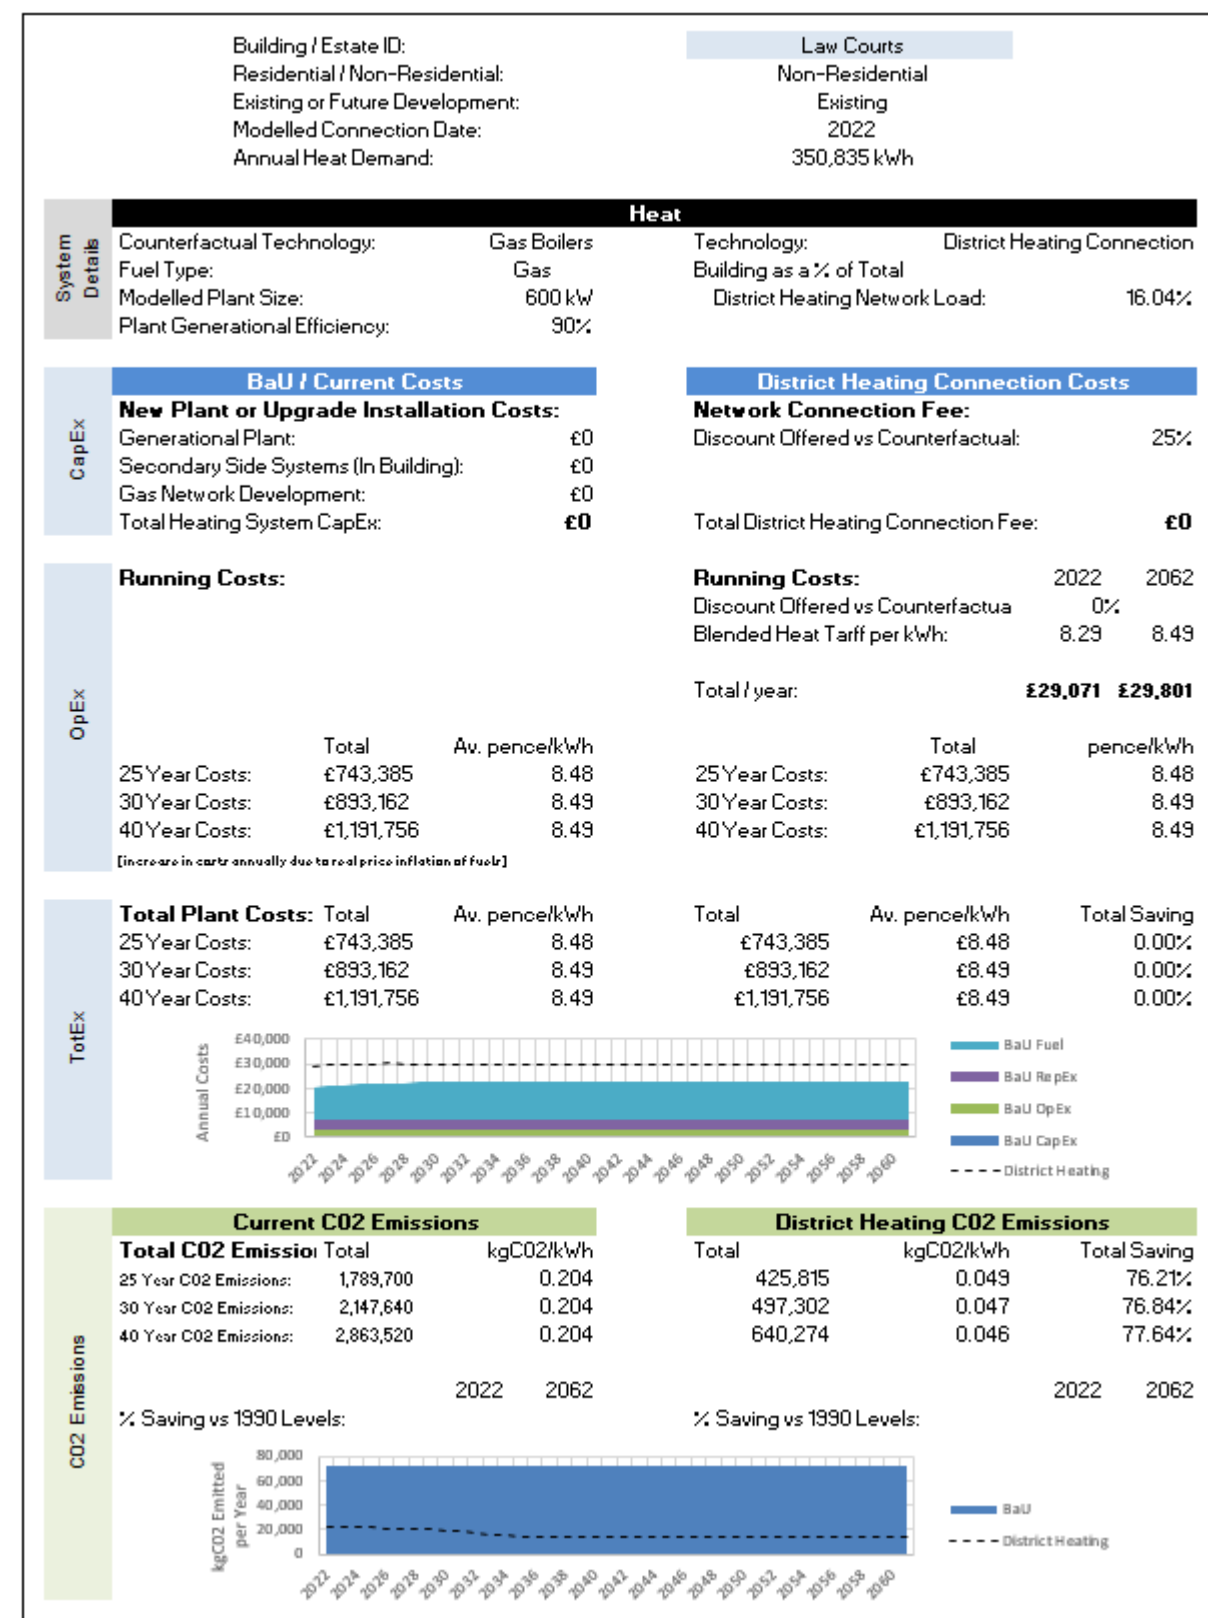 Building / Estate ID: Law Courts
Residential / Non-Residential: Non-Residential
Existing or Future Development: Existing
Modelled Connection Date: 2022
Annual Heat Demand: 350,835 kWh
System Details
Heat
Counterfactual Technology: Gas Boilers Technology: District Heating Connection
Fuel Type: Gas Building as a % of Total
Modelled Plant Size: 600 kW District Heating Network Load: 16.04%
Plant Generational Efficiency: 90%
CapEx
BaU / Current Costs District Heating Connection Costs
New Plant or Upgrade Installation Costs: Network Connection Fee:
Generational Plant: £0 Discount Offered vs Counterfactual: 25%
Secondary Side Systems (In Building): £0
Gas Network Development: £0
Total Heating System CapEx: £0 Total District Heating Connection Fee: £0
OpEx
Running Costs: Running Costs: 2022 2062
Discount Offered vs Counterfactua 0%
Blended Heat Tarff per kWh: 8.29 8.49
Total / year: £29,071 £29,801
Total Av. pence/kWh Total pence/kWh
25 Year Costs: £743,385 8.48 25 Year Costs: £743,385 8.48
30 Year Costs: £893,162 8.49 30 Year Costs: £893,162 8.49
40 Year Costs: £1,191,756 8.49 40 Year Costs: £1,191,756 8.49
[increase in costs annually due to real price inflation of fuels]
TotEx
Total Plant Costs: Total Av. pence/kWh Total Av. pence/kWh Total Saving
25 Year Costs: £743,385 8.48 £743,385 £8.48 0.00%
30 Year Costs: £893,162 8.49 £893,162 £8.49 0.00%
40 Year Costs: £1,191,756 8.49 £1,191,756 £8.49 0.00%
Annual Costs
£40,000
£30,000
£20,000
£10,000
£0
2022 2024 2026 2028 2030 2032 2034 2036 2038 2040 2042 2044 2046 2048 2050 2052 2054 2056 2058 2060
BaU Fuel
BaU RepEx
BaU OpEx
BaU CapEx
District Heating
CO2 Emissions
Current C02 Emissions District Heating C02 Emissions
Total C02 Emissio Total kgC02/kWh Total kgC02/kWh Total Saving
25 Year C02 Emissions: 1,789,700 0.204 425,815 0.049 76.21%
30 Year C02 Emissions: 2,147,640 0.204 497,302 0.047 76.84%
40 Year C02 Emissions: 2,863,520 0.204 640,274 0.046 77.64%
2022 2062 2022 2062
% Saving vs 1990 Levels: % Saving vs 1990 Levels:
kgC02 Emitted per Year
80,000
60,000
40,000
20,000
0
2022 2024 2026 2028 2030 2032 2034 2036 2038 2040 2042 2044 2046 2048 2050 2052 2054 2056 2058 2060
BaU
District Heating